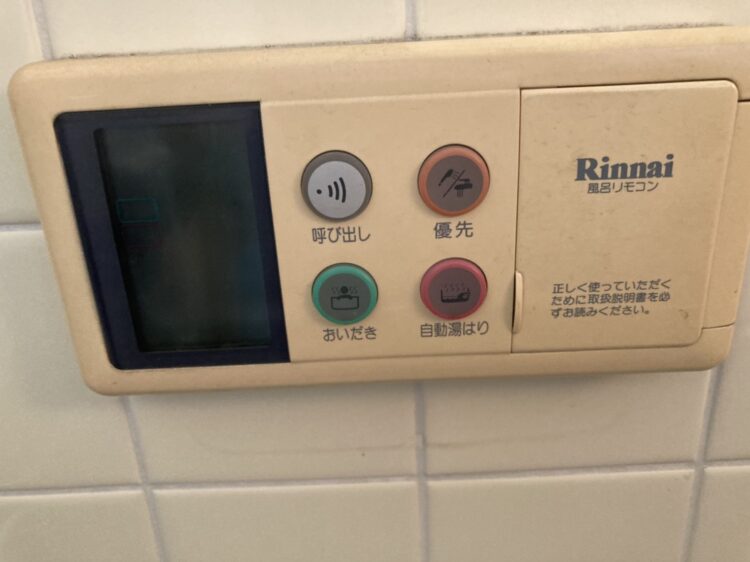 呼び出し
優先
おいだき
自動湯はり
Rinnai
風呂リモコン
正しく使っていただく
ために取扱説明書を必
ずお読みください。